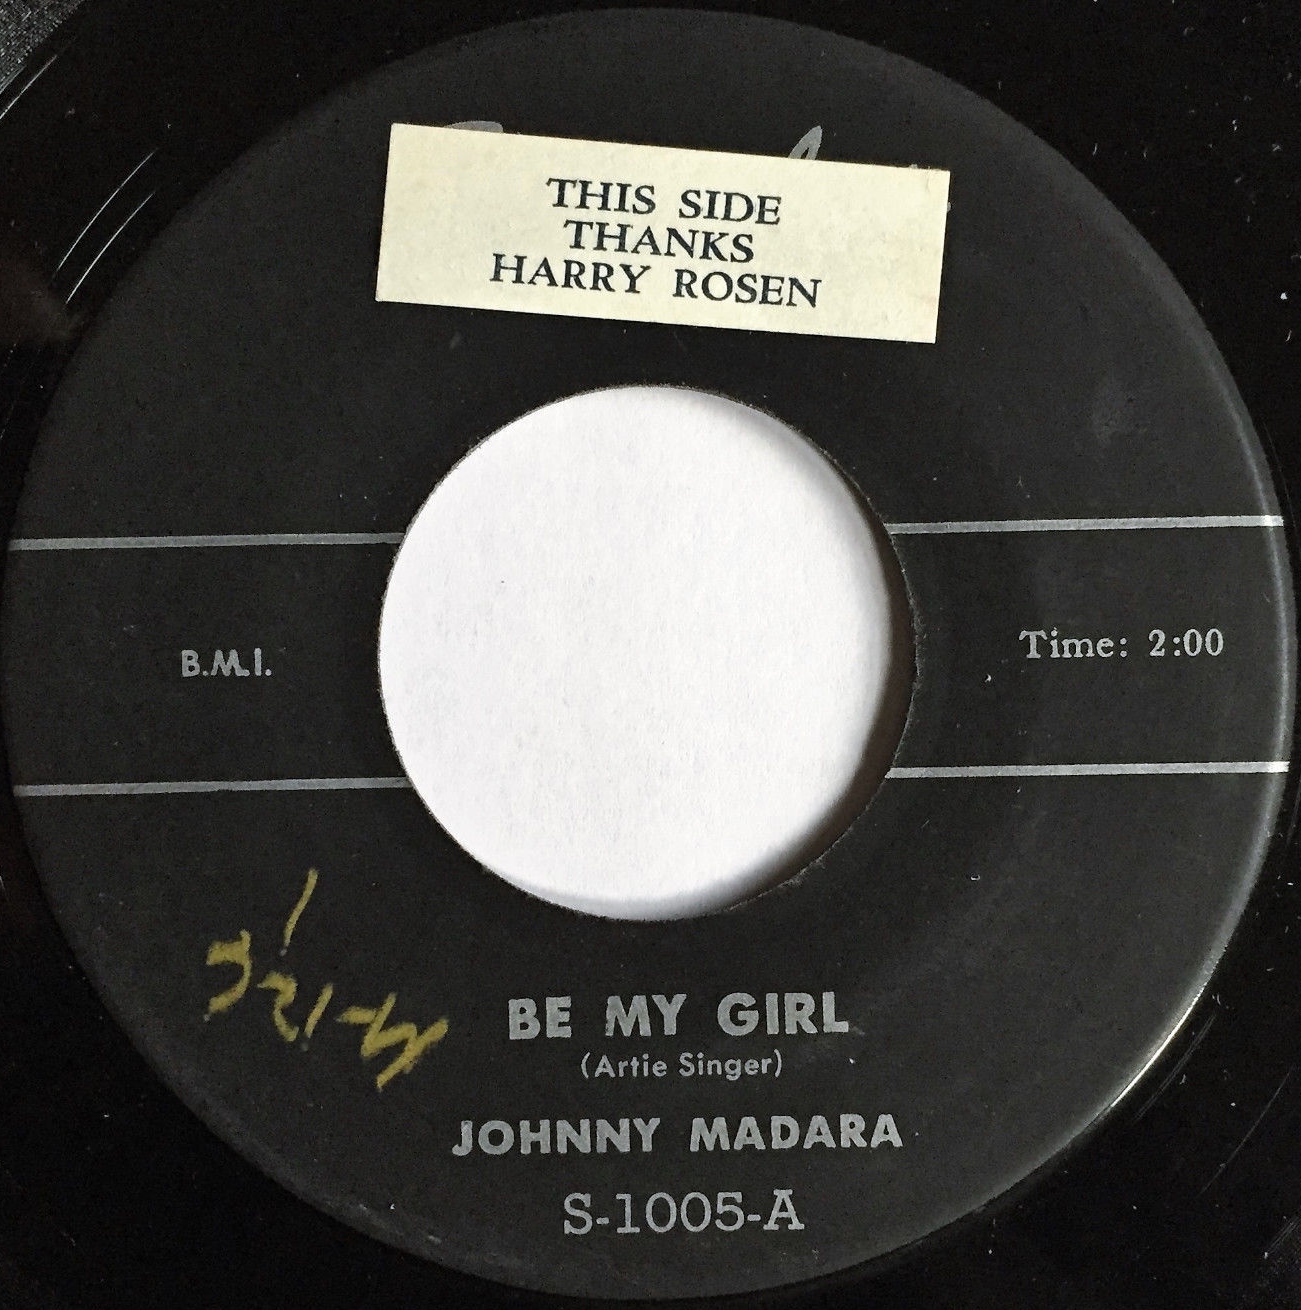 THIS SIDE
THANKS
HARRY ROSEN
B.M.I.
Time: 2:00
BE MY GIRL
(Artie Singer)
JOHNNY MADARA
S-1005-A